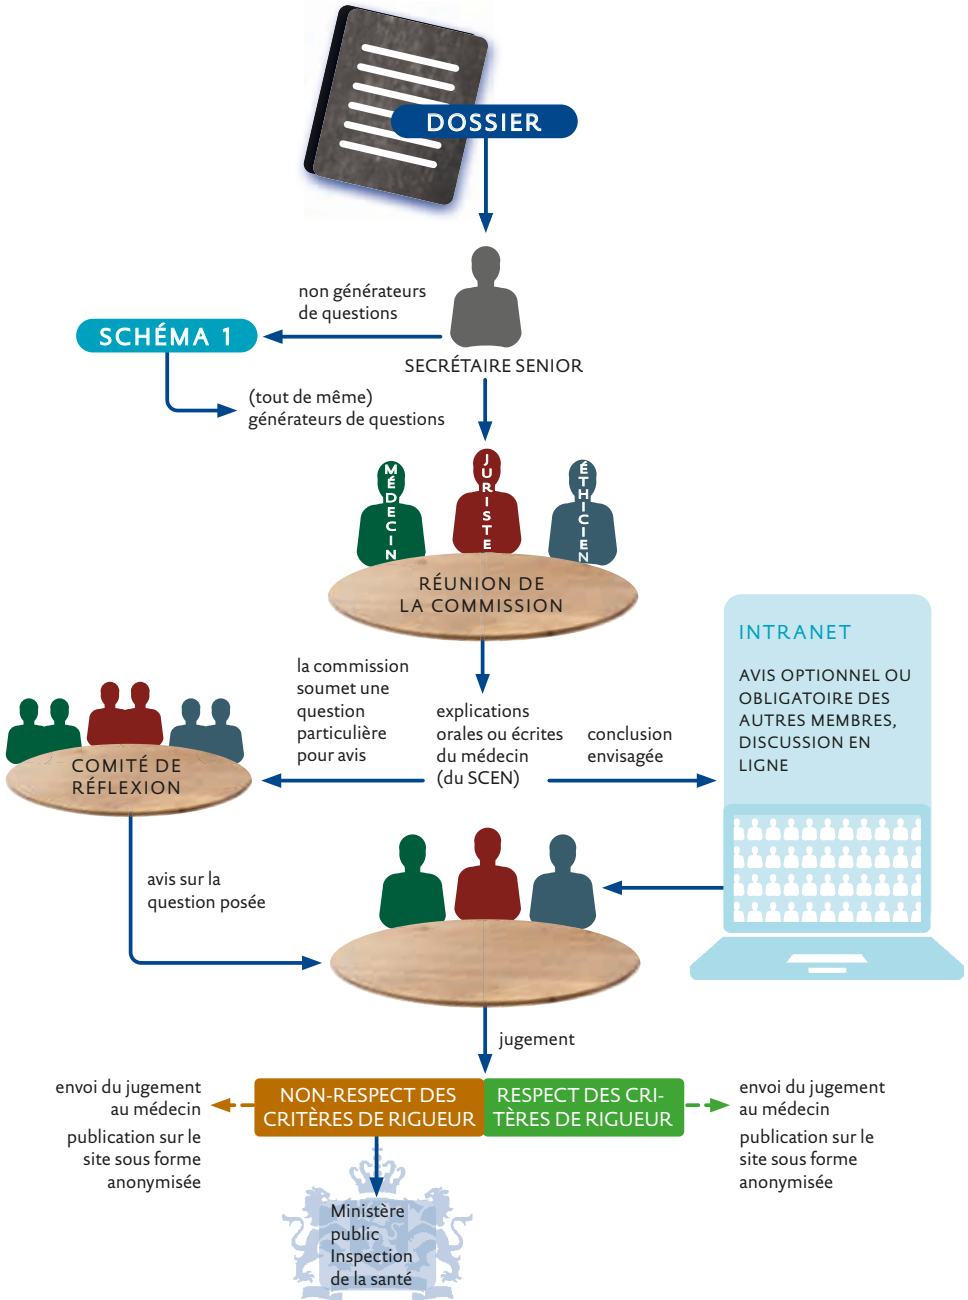 DOSSIER
non générateurs
de questions
SCHÉMA 1
SECRÉTAIRE SENIOR
(tout de même)
générateurs de questions
MÉDECIN
JURISTE
ÉTHICIEN
RÉUNION DE
LA COMMISSION
la commission
soumet une
question
particulière
pour avis
explications
orales ou écrites
du médecin
(du SCEN)
conclusion
envisagée
INTRANET
AVIS OPTIONNEL OU
OBLIGATOIRE DES
AUTRES MEMBRES,
DISCUSSION EN
LIGNE
COMITÉ DE
RÉFLEXION
avis sur la
question posée
jugement
NON-RESPECT DES
CRITÈRES DE RIGUEUR
RESPECT DES CRI-
TÈRES DE RIGUEUR
envoi du jugement
au médecin
publication sur le
site sous forme
anonymisée
envoi du jugement
au médecin
publication sur le
site sous forme
anonymisée
Ministère
public
Inspection
de la santé